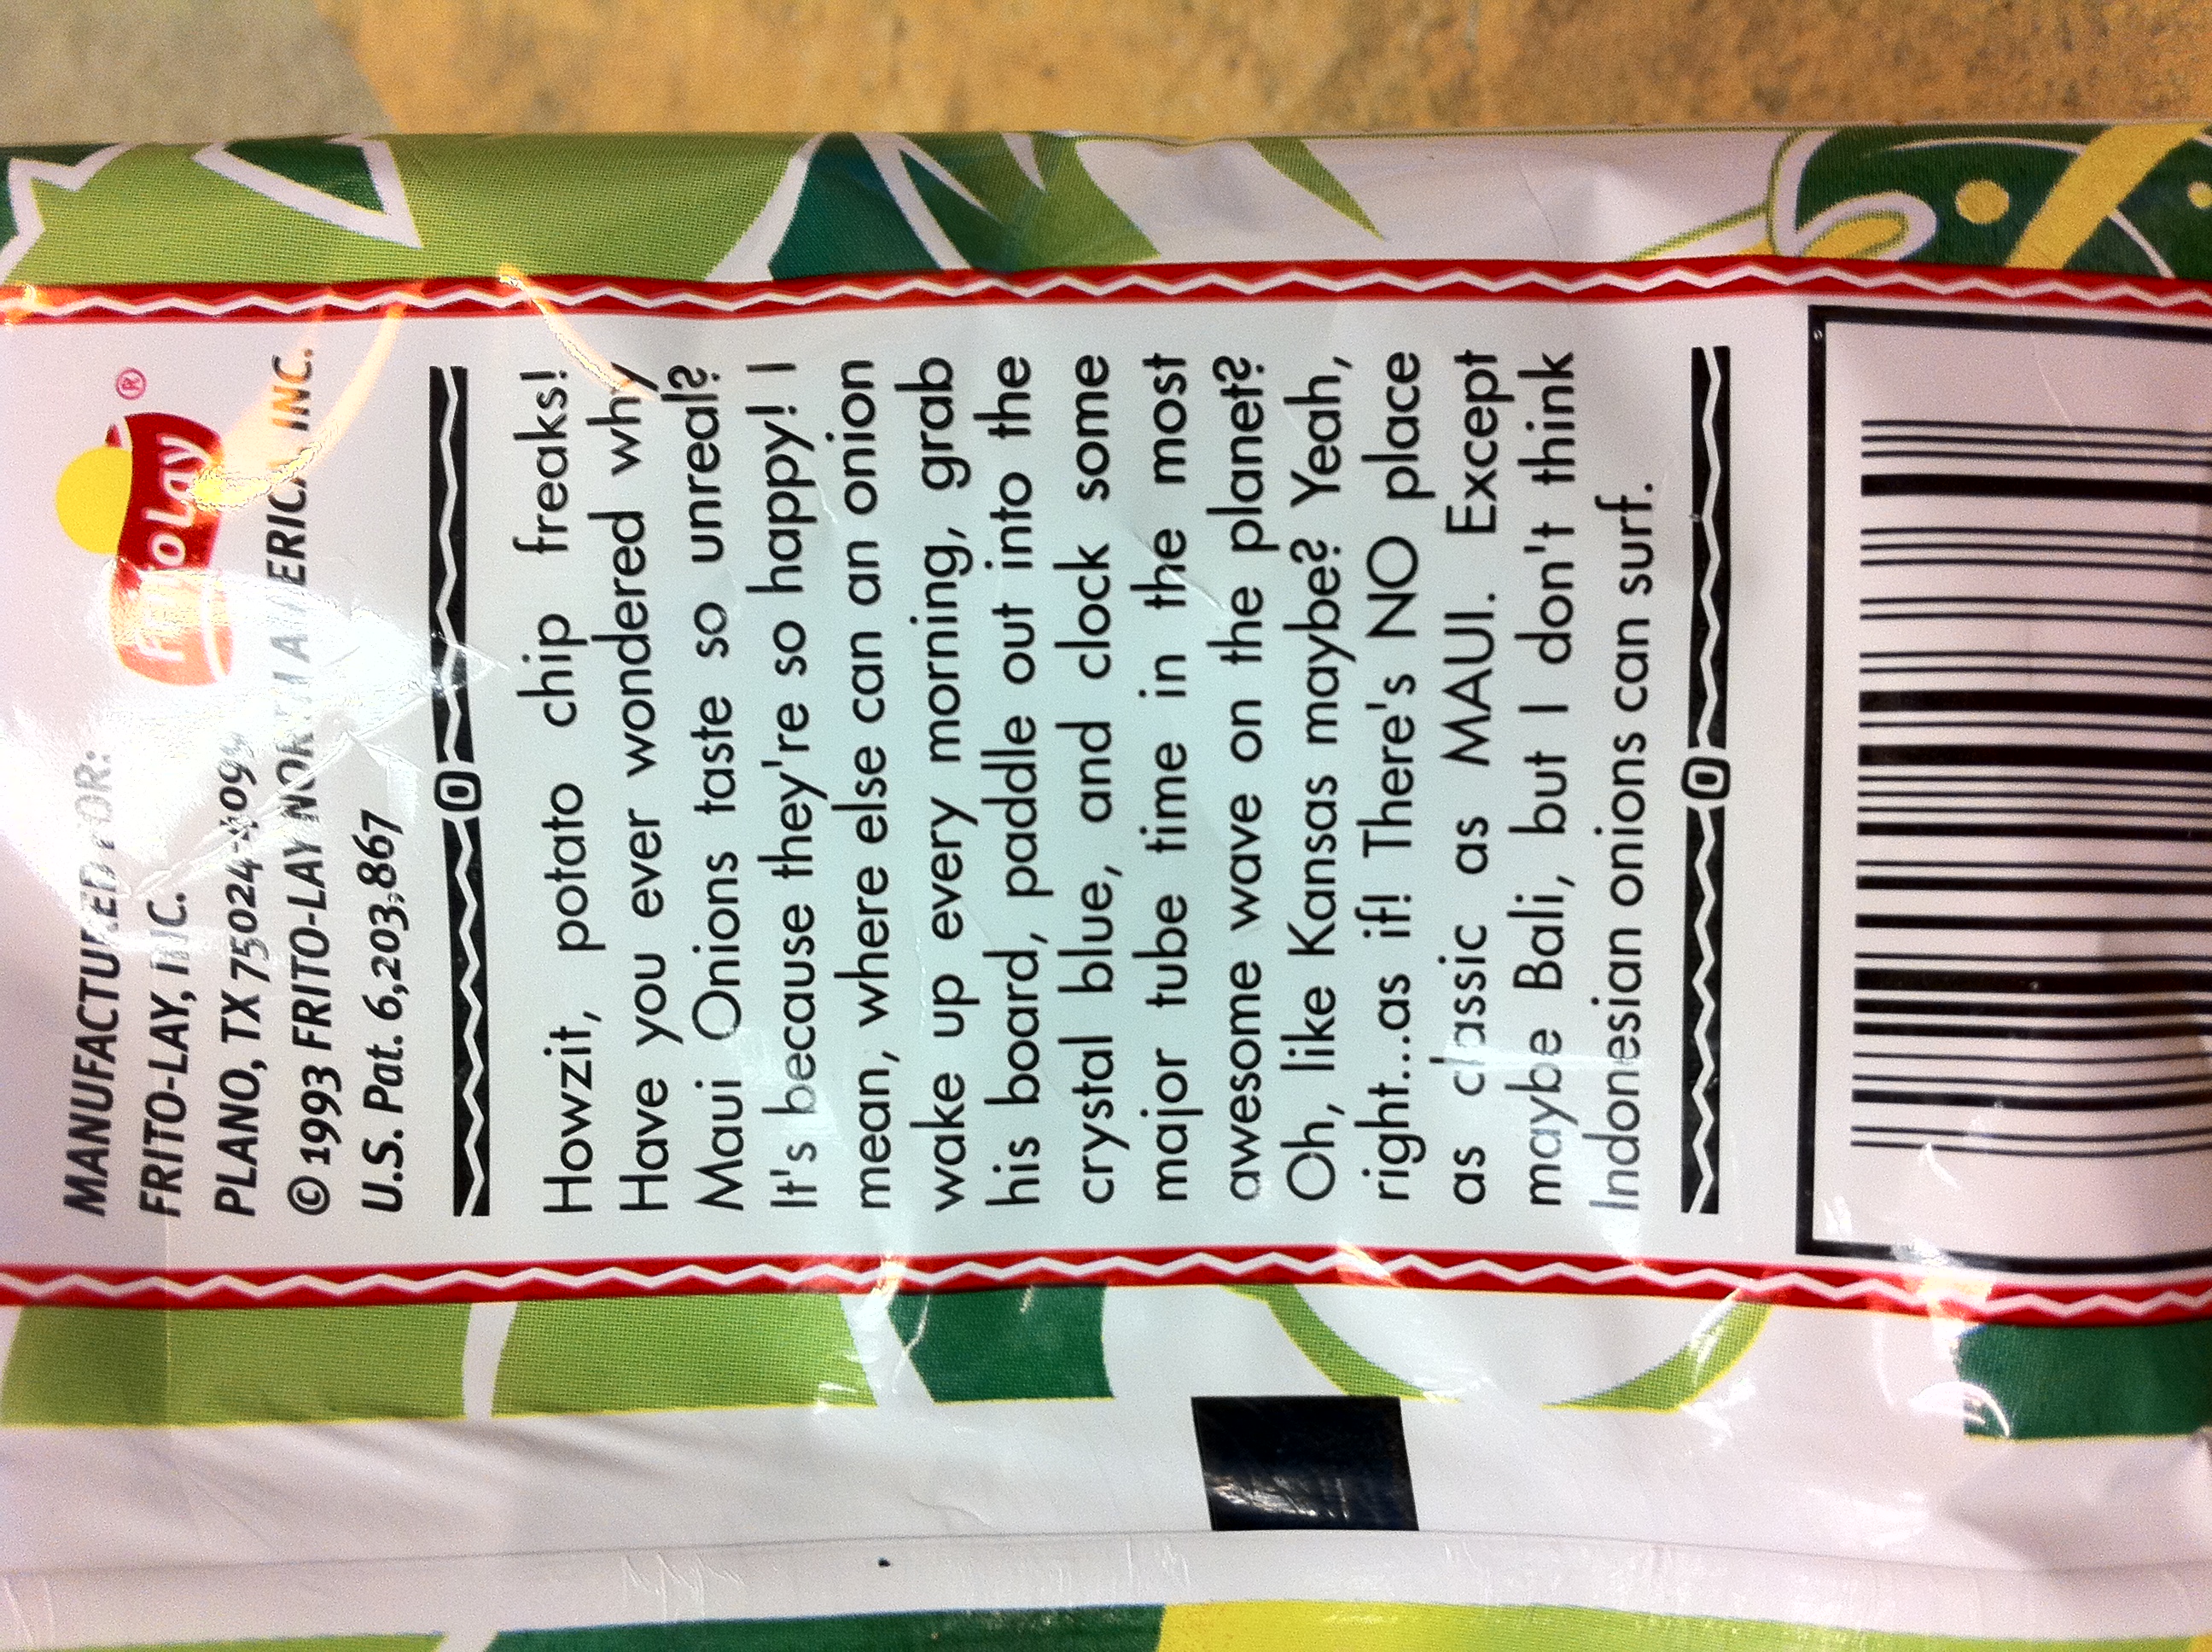 MANUFACTURED FOR:
FRITO-LAY, INC.
PLANO, TX 75024-4099
Frito Lay ®
© 1993 FRITO-LAY NORTH AMERICA, INC.
U.S. Pat. 6,203,867
Howzit, potato chip freaks!
Have you ever wondered why
Maui Onions taste so unreal?
It's because they're so happy! I
mean, where else can an onion
wake up every morning, grab
his board, paddle out into the
crystal blue, and clock some
major tube time in the most
awesome wave on the planet?
Oh, like Kansas maybe? Yeah,
right...as if! There's NO place
as classic as MAUI. Except
maybe Bali, but I don't think
Indonesian onions can surf.